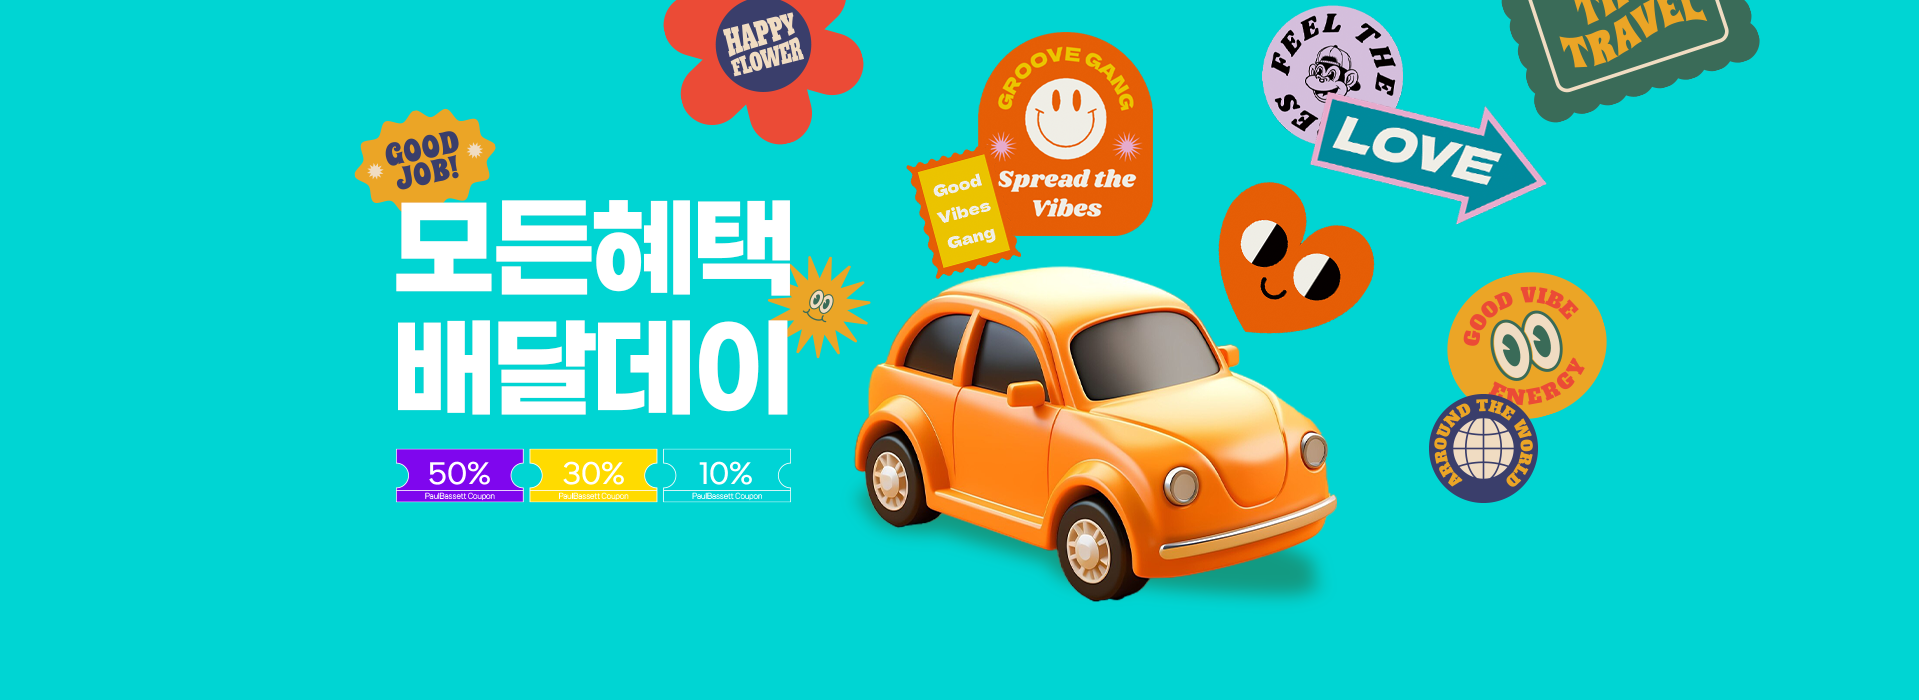 HAPPY
FLOWER
GOOD
JOB!
모든혜택
배달데이
50%
PaulBassett Coupon
30%
PaulBassett Coupon
10%
PaulBassett Coupon
GROOVE GANG
Spread the
Vibes
Good
Vibes
Gang
FEEL THE
LOVE
TRAVEL
GOOD VIBE
ENERGY
ARROUND THE WORLD